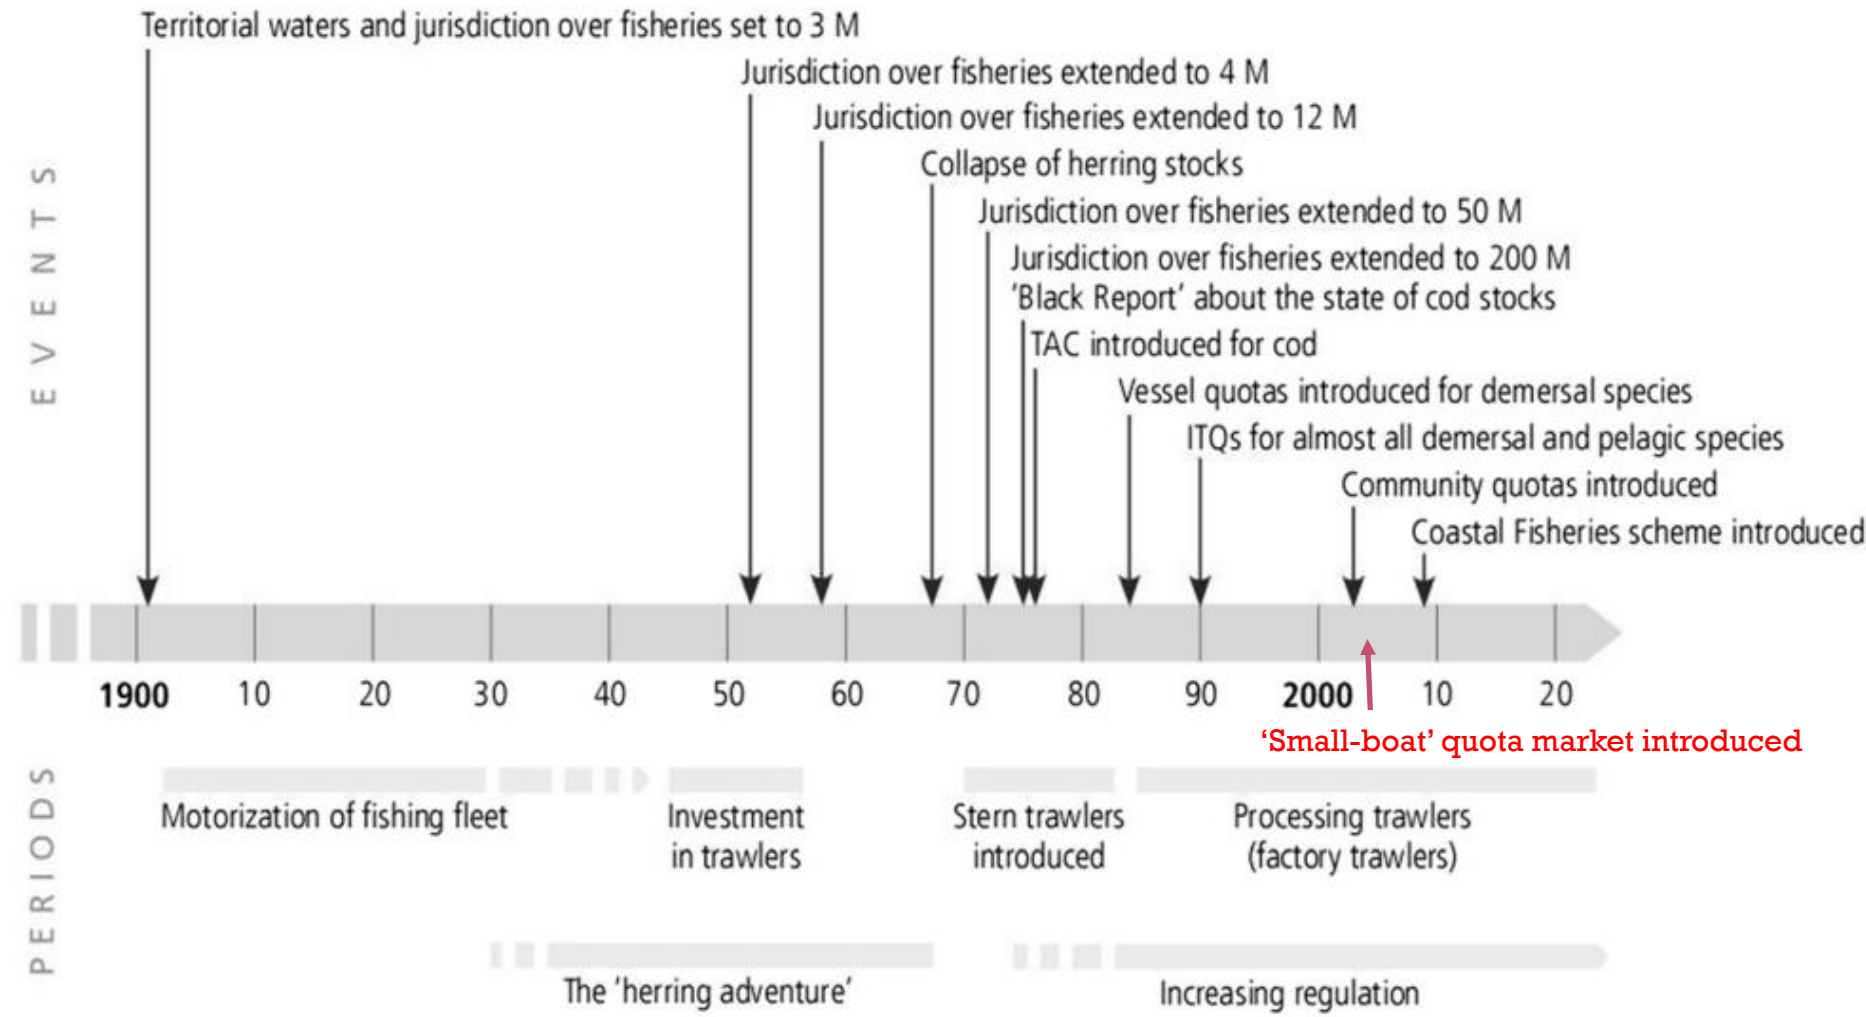 Territorial waters and jurisdiction over fisheries set to 3 M
Jurisdiction over fisheries extended to 4 M
Jurisdiction over fisheries extended to 12 M
Collapse of herring stocks
Jurisdiction over fisheries extended to 50 M
Jurisdiction over fisheries extended to 200 M
‘Black Report’ about the state of cod stocks
TAC introduced for cod
Vessel quotas introduced for demersal species
ITQs for almost all demersal and pelagic species
Community quotas introduced
Coastal Fisheries scheme introduced
EVENTS
1900 10 20 30 40 50 60 70 80 90 2000 10 20
‘Small-boat’ quota market introduced
PERIODS
Motorization of fishing fleet
Investment
in trawlers
Stern trawlers
introduced
Processing trawlers
(factory trawlers)
The ‘herring adventure’
Increasing regulation